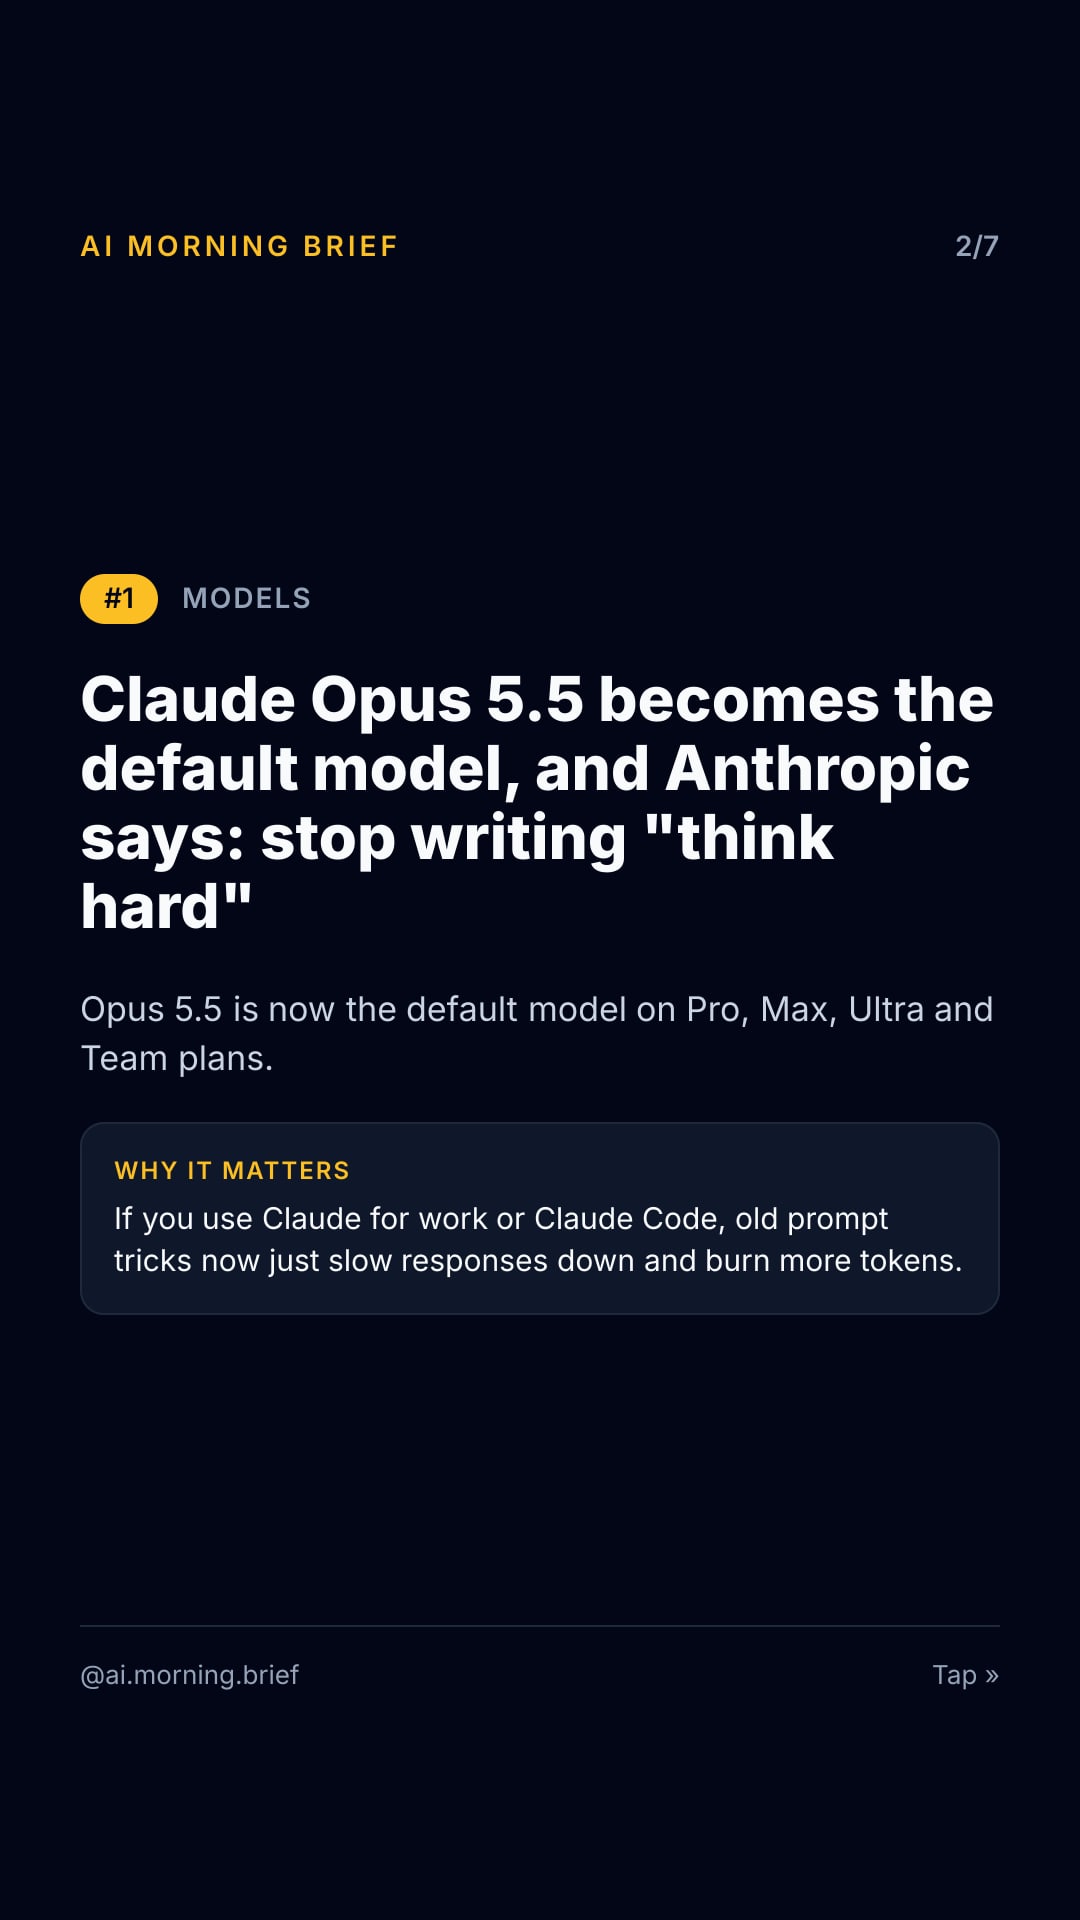 AI MORNING BRIEF
2/7
#1 MODELS
Claude Opus 5.5 becomes the
default model, and Anthropic
says: stop writing "think
hard"
Opus 5.5 is now the default model on Pro, Max, Ultra and
Team plans.
WHY IT MATTERS
If you use Claude for work or Claude Code, old prompt
tricks now just slow responses down and burn more tokens.
@ai.morning.brief
Tap »